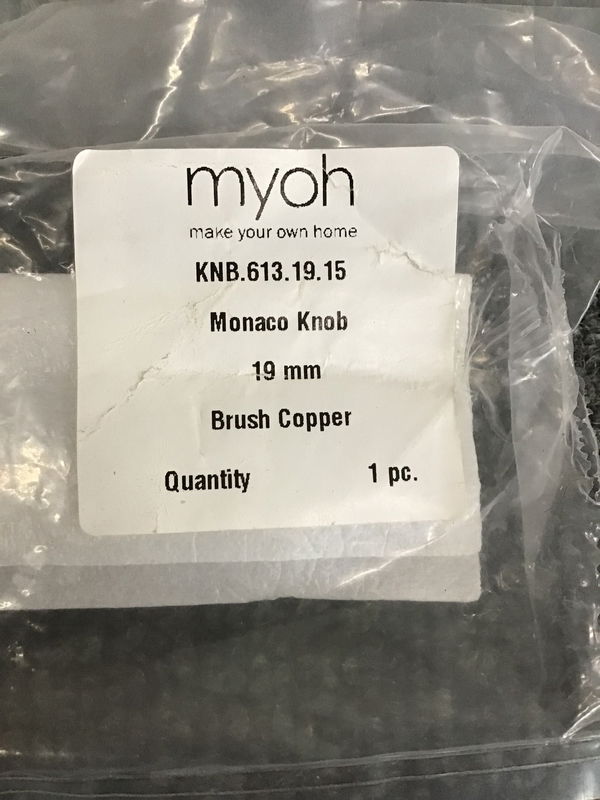 myoh
make your own home
KNB.613.19.15
Monaco Knob
19 mm
Brush Copper
Quantity 1 pc.